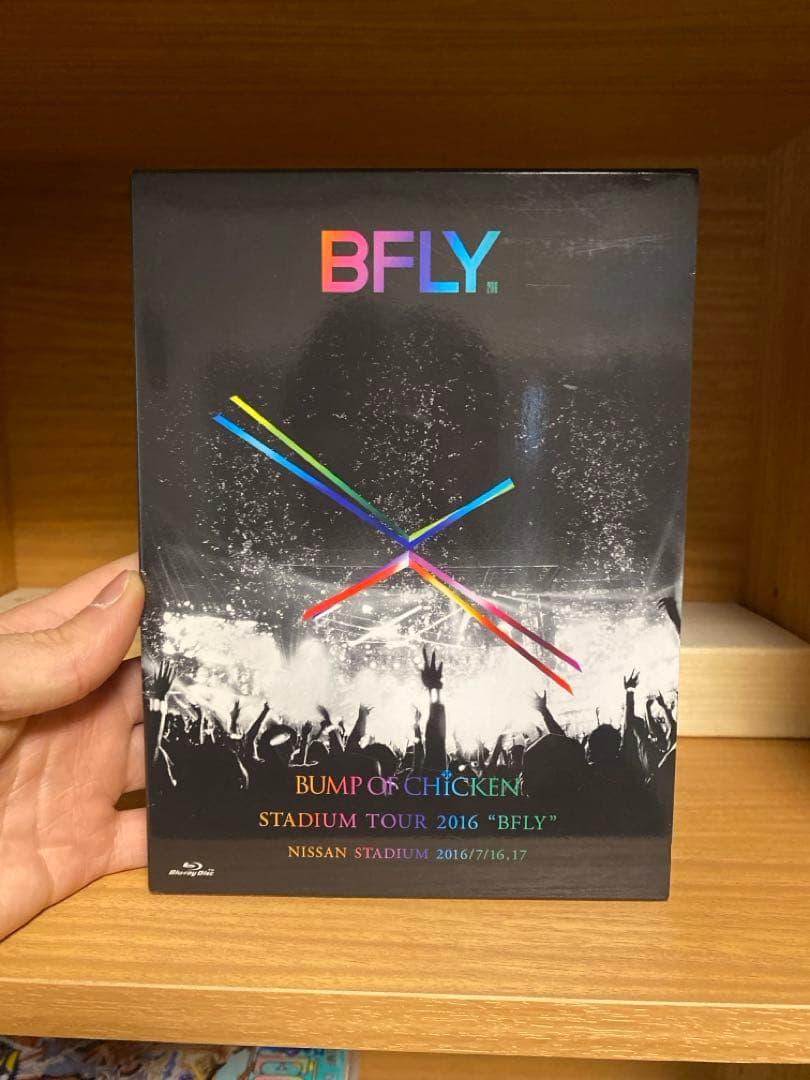 BFLY
BUMP OF CHICKEN
STADIUM TOUR 2016 “BFLY”
NISSAN STADIUM 2016/7/16,17
Blu-ray Disc